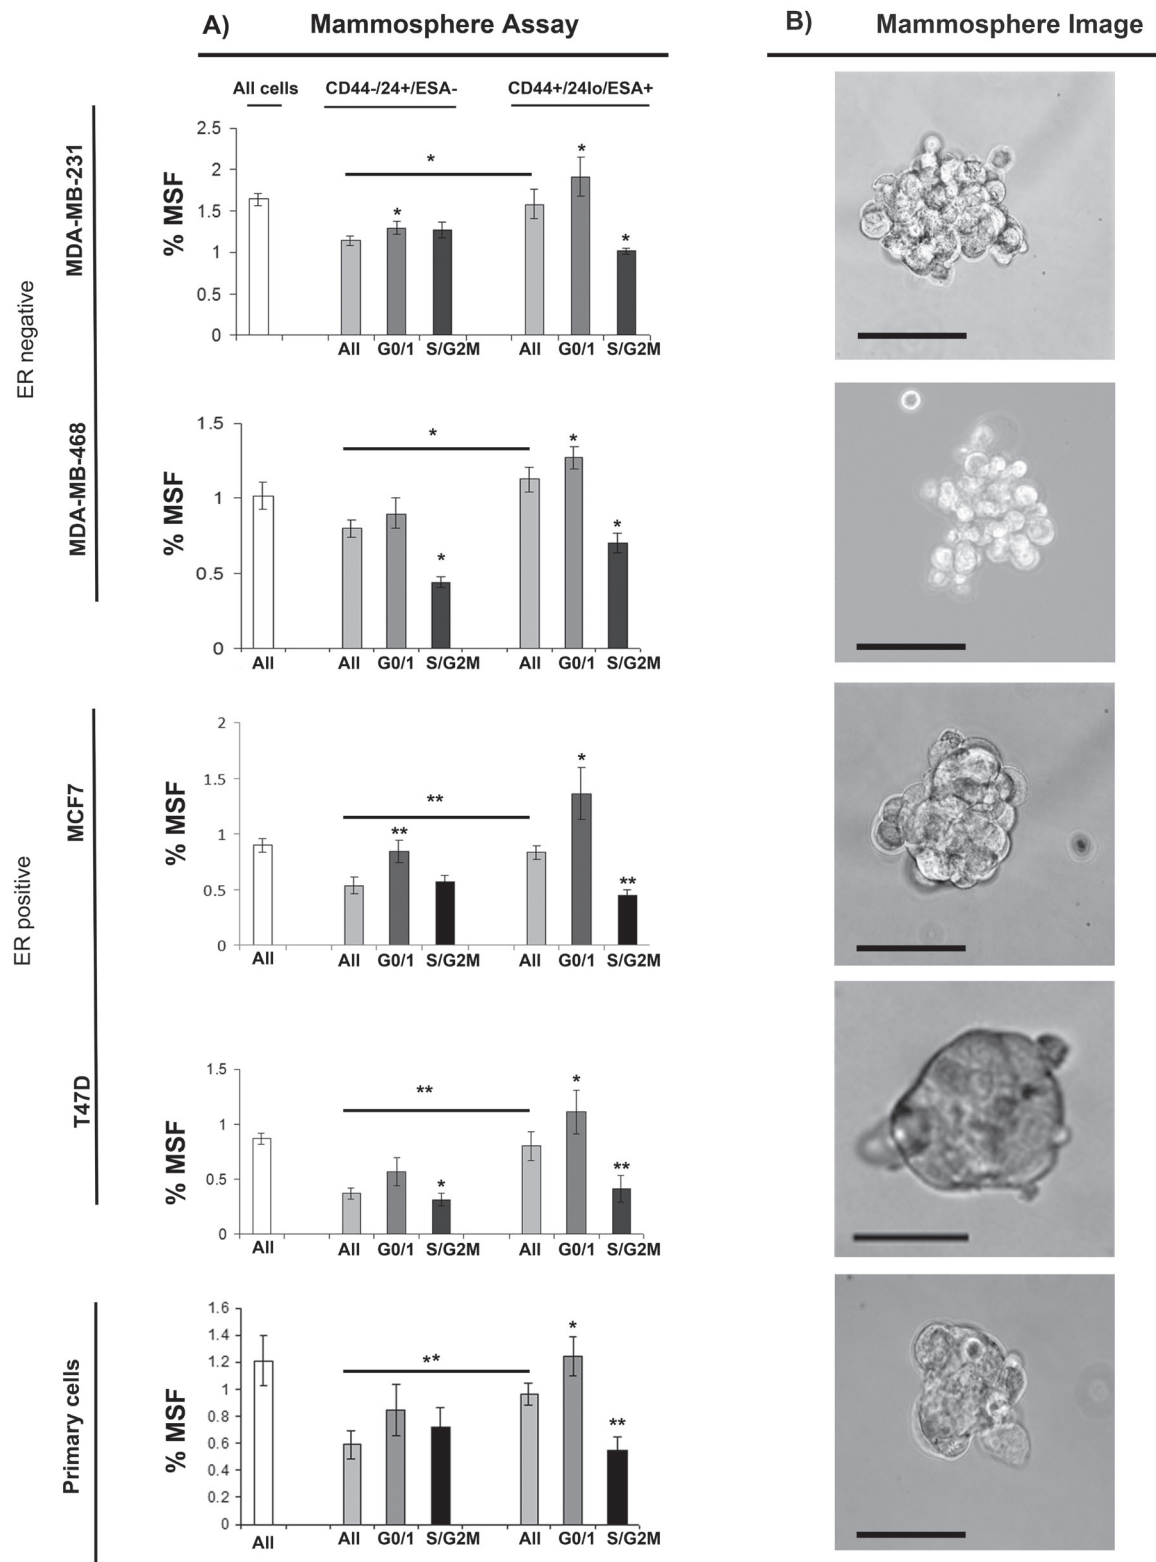 A) Mammosphere Assay
B) Mammosphere Image
All cells CD44-/24+/ESA- CD44+/24lo/ESA+
ER negative
MDA-MB-231
% MSF
2.5
2
1.5
1
0.5
0
*
*
*
*
All G0/1 S/G2M All G0/1 S/G2M
MDA-MB-468
% MSF
1.5
1
0.5
0
*
*
*
*
All All G0/1 S/G2M All G0/1 S/G2M
ER positive
MCF7
% MSF
2
1.5
1
0.5
0
**
**
*
**
All All G0/1 S/G2M All G0/1 S/G2M
T47D
% MSF
1.5
1
0.5
0
**
*
*
**
All All G0/1 S/G2M All G0/1 S/G2M
Primary cells
% MSF
1.6
1.4
1.2
1
0.8
0.6
0.4
0.2
0
**
*
**
All All G0/1 S/G2M All G0/1 S/G2M